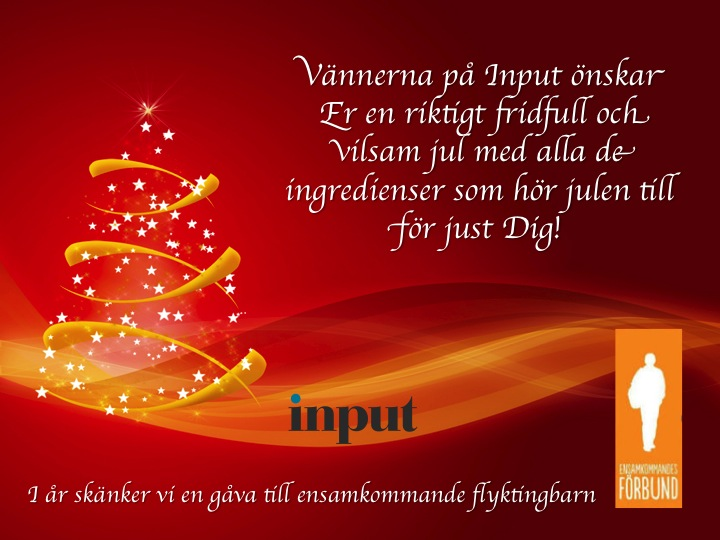 Vännerna på Input önskar
Er en riktigt fridfull och
vilsam jul med alla de
ingredienser som hör julen till
för just Dig!
input
ENSAMKOMMANDES
FÖRBUND
I år skänker vi en gåva till ensamkommande flyktingbarn